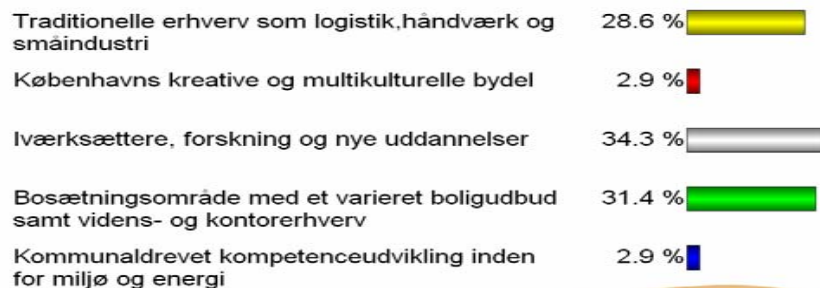 Traditionelle erhverv som logistik,håndværk og 28.6 %
småindustri
Københavns kreative og multikulturelle bydel 2.9 %
Iværksættere, forskning og nye uddannelser 34.3 %
Bosætningsområde med et varieret boligudbud 31.4 %
samt videns- og kontorerhverv
Kommunaldrevet kompetenceudvikling inden 2.9 %
for miljø og energi